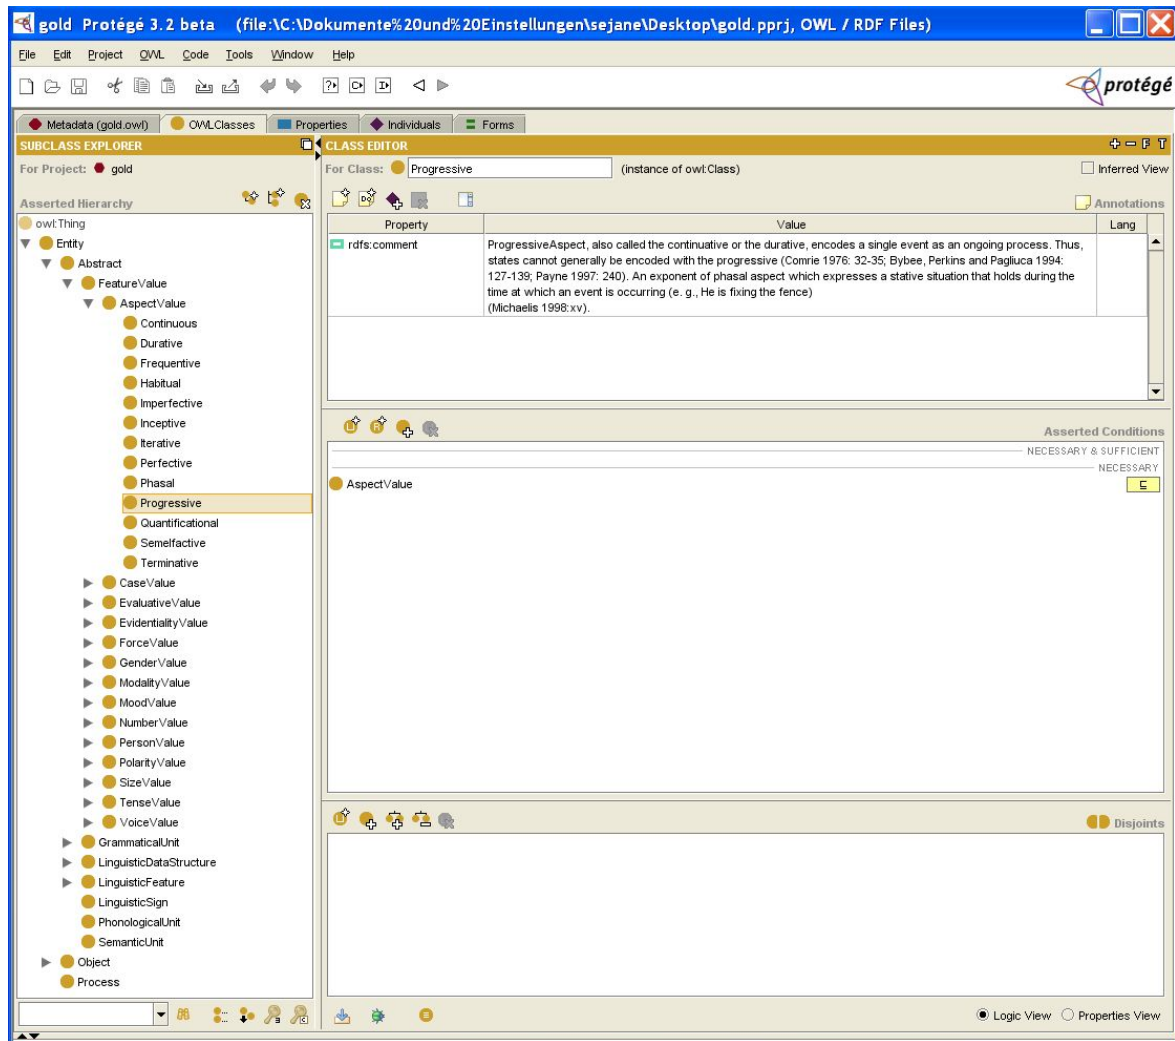 gold Protégé 3.2 beta (file:\C:\Dokumente%20und%20Einstellungen\sejane\Desktop\gold.pprj, OWL / RDF Files)
File Edit Project OWL Code Tools Window Help
protégé
Metadata (gold.owl) OWLClasses Properties Individuals Forms
SUBCLASS EXPLORER
For Project: gold
Asserted Hierarchy
owl:Thing
Entity
Abstract
FeatureValue
AspectValue
Continuous
Durative
Frequentive
Habitual
Imperfective
Inceptive
Iterative
Perfective
Phasal
Progressive
Quantificational
Semelfactive
Terminative
CaseValue
EvaluativeValue
EvidentialityValue
ForceValue
GenderValue
ModalityValue
MoodValue
NumberValue
PersonValue
PolarityValue
SizeValue
TenseValue
VoiceValue
GrammaticalUnit
LinguisticDataStructure
LinguisticFeature
LinguisticSign
PhonologicalUnit
SemanticUnit
Object
Process
CLASS EDITOR
For Class: Progressive (instance of owl:Class) Inferred View
Annotations
Property Value Lang
rdfs:comment
ProgressiveAspect, also called the continuative or the durative, encodes a single event as an ongoing process. Thus,
states cannot generally be encoded with the progressive (Comrie 1976: 32-35; Bybee, Perkins and Pagliuca 1994:
127-139; Payne 1997: 240). An exponent of phasal aspect which expresses a stative situation that holds during the
time at which an event is occurring (e. g., He is fixing the fence)
(Michaelis 1998:xv).
Asserted Conditions
NECESSARY & SUFFICIENT
NECESSARY
AspectValue
Disjoints
Logic View Properties View